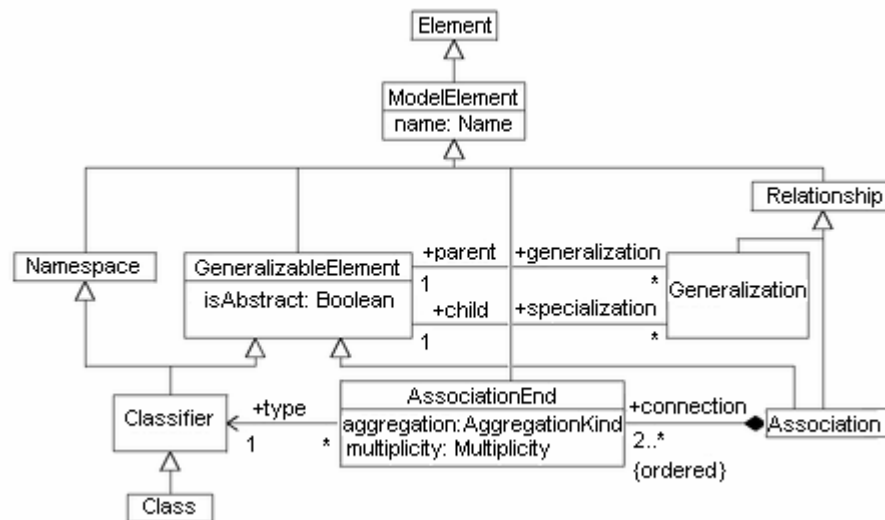 Element
ModelElement
name: Name
Relationship
Namespace
GeneralizableElement
isAbstract: Boolean
+parent
1
+generalization
*
+child
1
+specialization
*
Generalization
Classifier
+type
1
*
AssociationEnd
aggregation:AggregationKind
multiplicity: Multiplicity
+connection
2..*
{ordered}
Association
Class